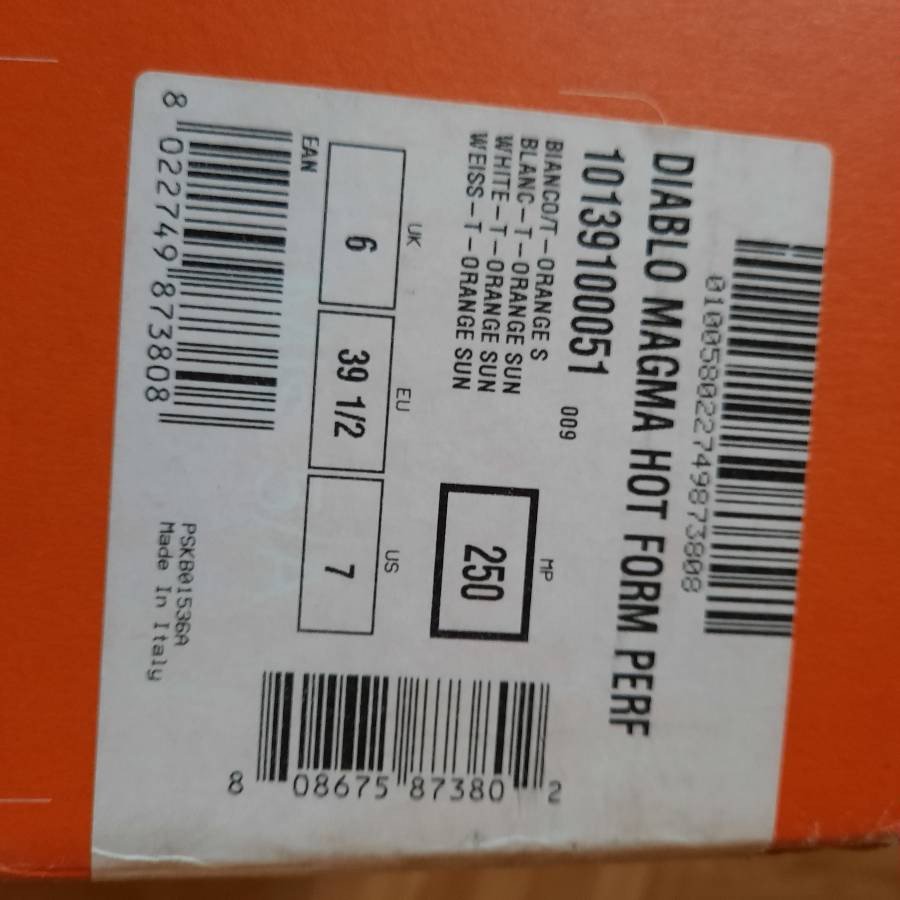 010058022749873808
DIABLO MAGMA HOT FORM PERF
10139100051 009
BIANCO/T-ORANGE S
BLANC-T-ORANGE SUN
WHITE-T-ORANGE SUN
WEISS-T-ORANGE SUN
MP
250
UK EU US
6 39 1/2 7
EAN
8 022749 873808
PSKB01536A
Made In Italy
8 08675 87380 2